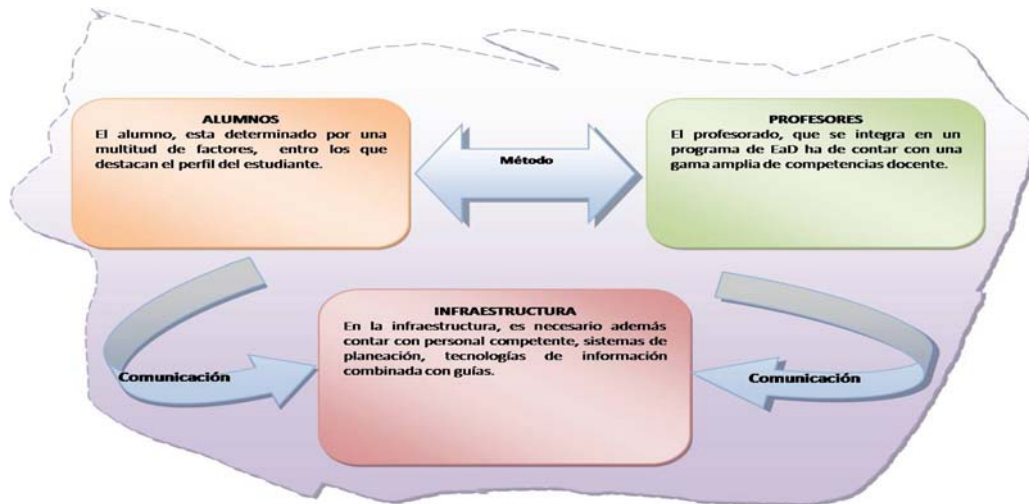 ALUMNOS
El alumno, esta determinado por una
multitud de factores, entro los que
destacan el perfil del estudiante.
Método
PROFESORES
El profesorado, que se integra en un
programa de EaD ha de contar con una
gama amplia de competencias docente.
INFRAESTRUCTURA
En la infraestructura, es necesario además
contar con personal competente, sistemas de
planeación, tecnologías de información
combinada con guías.
Comunicación
Comunicación